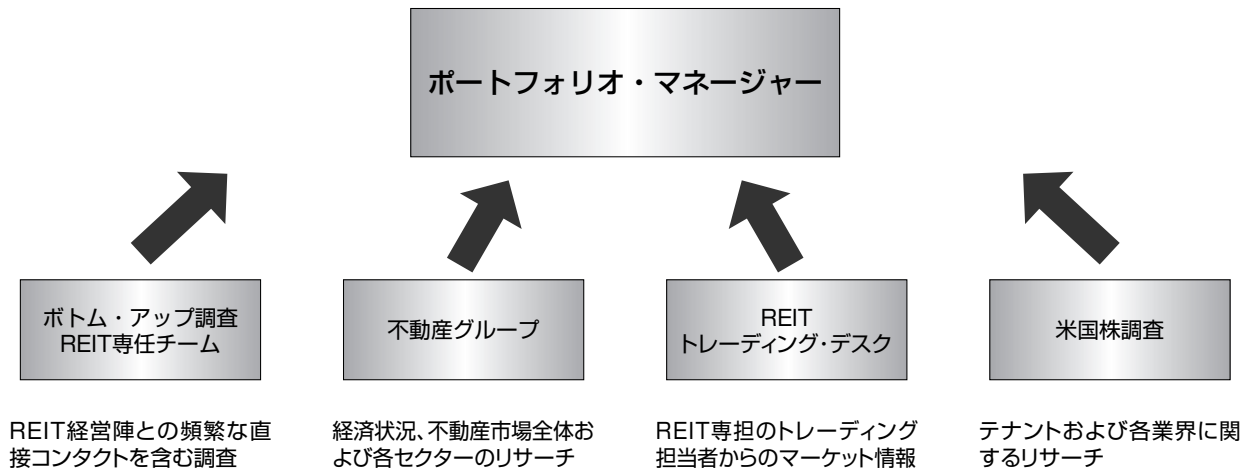 ポートフォリオ・マネージャー
ボトム・アップ調査
REIT専任チーム
不動産グループ
REIT
トレーディング・デスク
米国株調査
REIT経営陣との頻繁な直
接コンタクトを含む調査
経済状況、不動産市場全体お
よび各セクターのリサーチ
REIT専担のトレーディング
担当者からのマーケット情報
テナントおよび各業界に関
するリサーチ